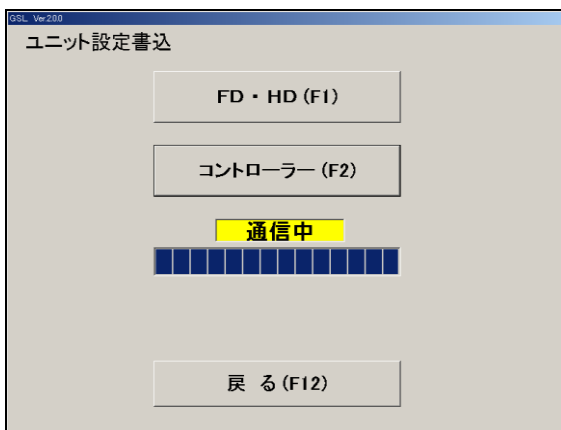 GSL Ver2.0.0
ユニット設定書込
FD・HD (F1)
コントローラー (F2)
通信中
戻 る (F12)